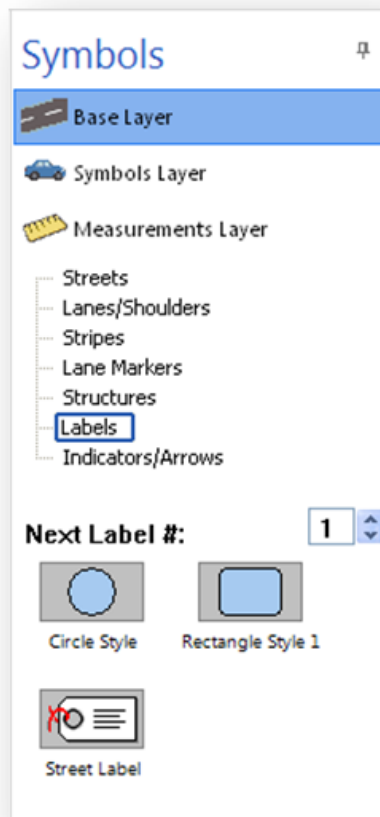 Symbols
Base Layer
Symbols Layer
Measurements Layer
Streets
Lanes/Shoulders
Stripes
Lane Markers
Structures
Labels
Indicators/Arrows
Next Label #: 1
Circle Style Rectangle Style 1
Street Label